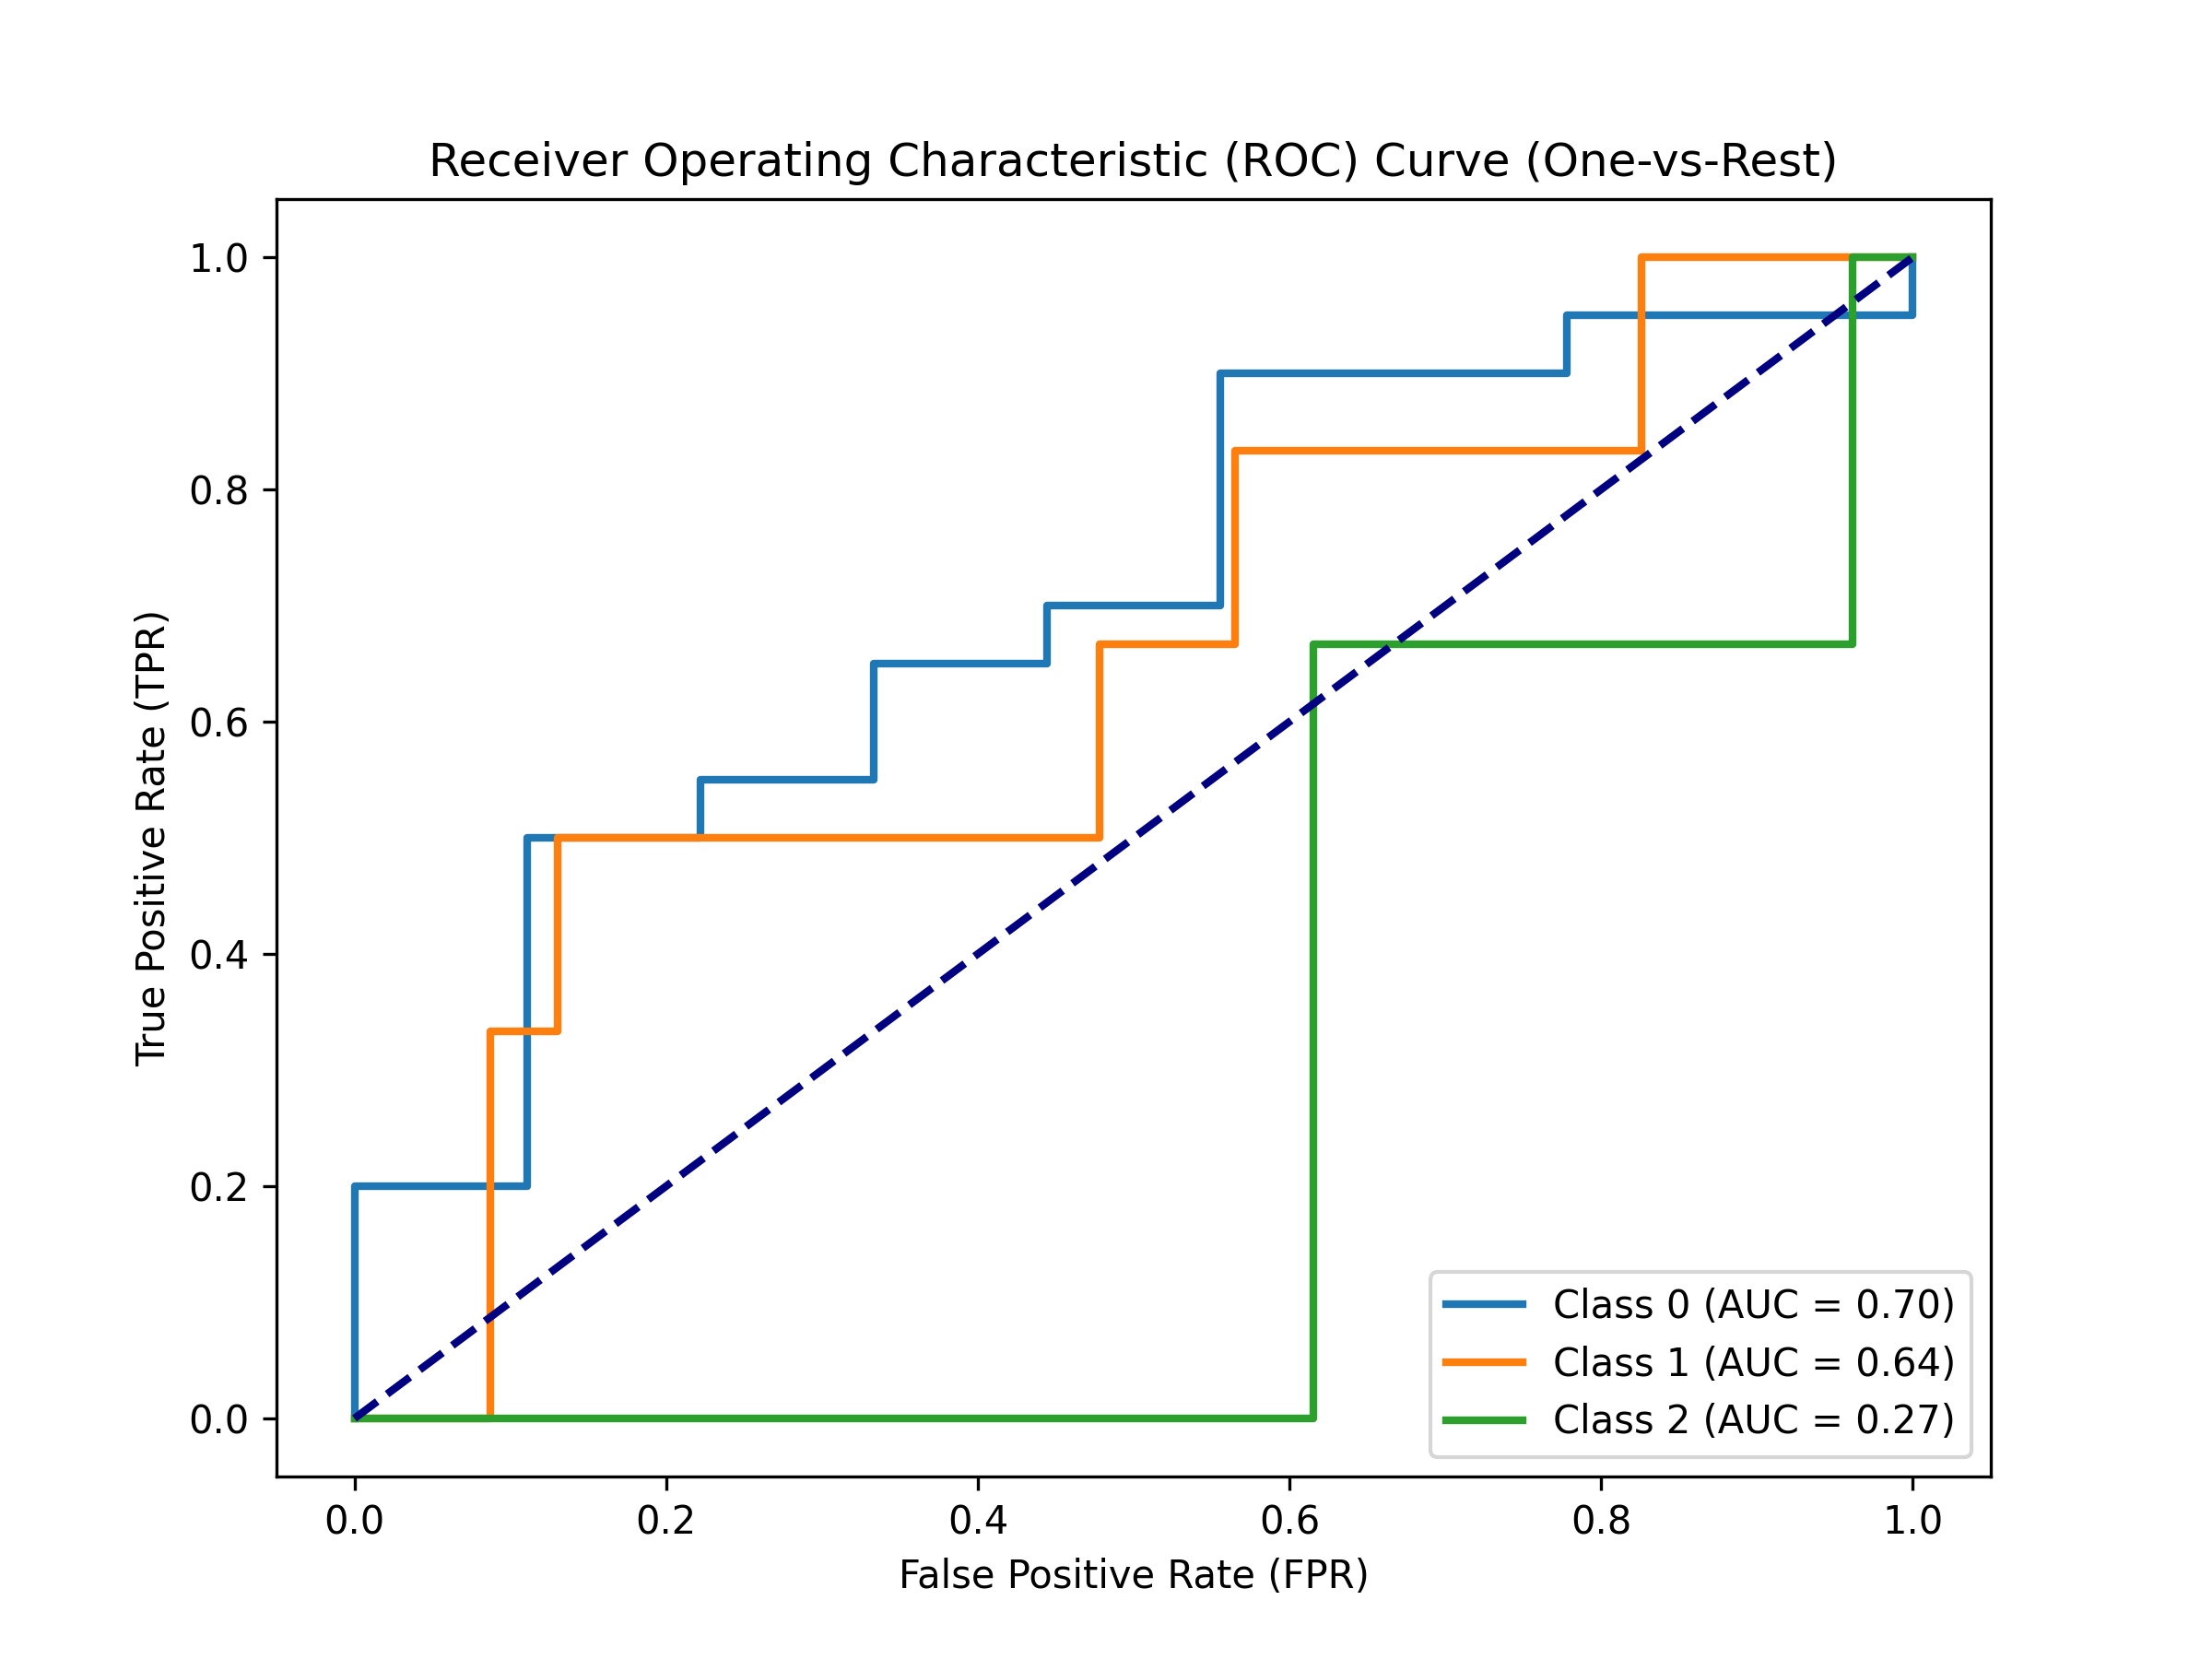 Receiver Operating Characteristic (ROC) Curve (One-vs-Rest)
True Positive Rate (TPR)
1.0
0.8
0.6
0.4
0.2
0.0
Class 0 (AUC = 0.70)
Class 1 (AUC = 0.64)
Class 2 (AUC = 0.27)
0.0 0.2 0.4 0.6 0.8 1.0
False Positive Rate (FPR)